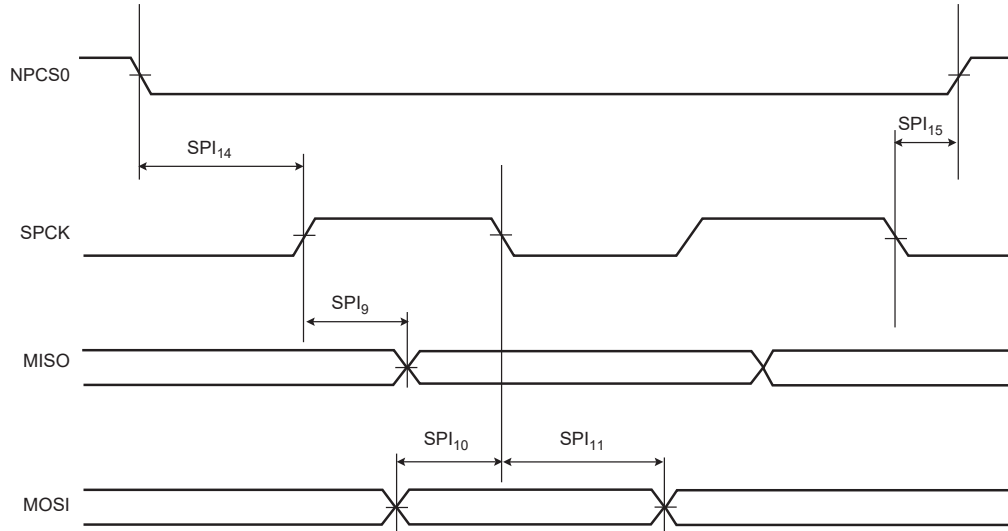 NPCS0
SPI15
SPI14
SPCK
SPI9
MISO
SPI10 SPI11
MOSI